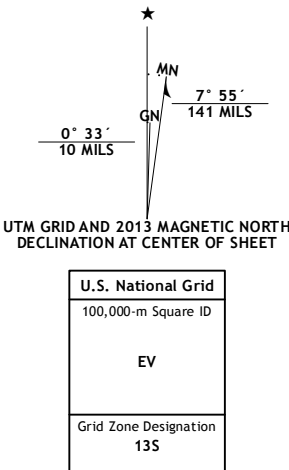 ★
MN
7° 55´
141 MILS
GN
0° 33´
10 MILS
UTM GRID AND 2013 MAGNETIC NORTH
DECLINATION AT CENTER OF SHEET
U.S. National Grid
100,000-m Square ID
EV
Grid Zone Designation
13S